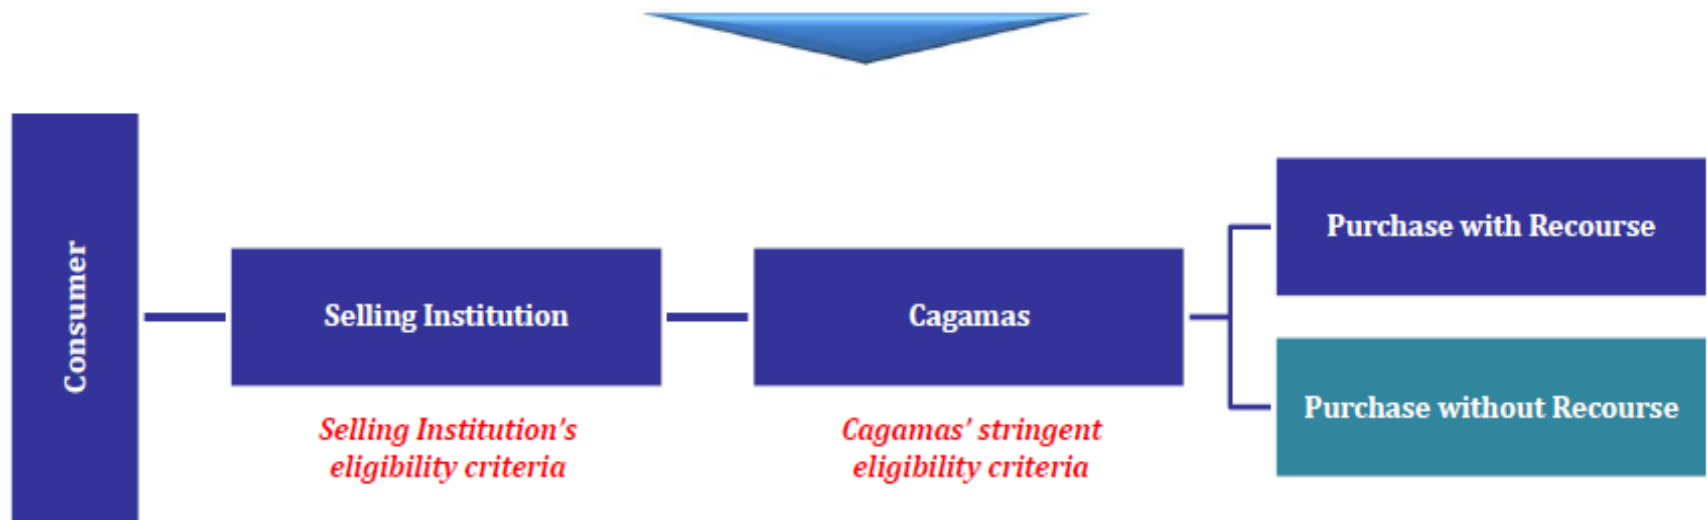 Consumer
Selling Institution
Selling Institution's
eligibility criteria
Cagamas
Cagamas' stringent
eligibility criteria
Purchase with Recourse
Purchase without Recourse